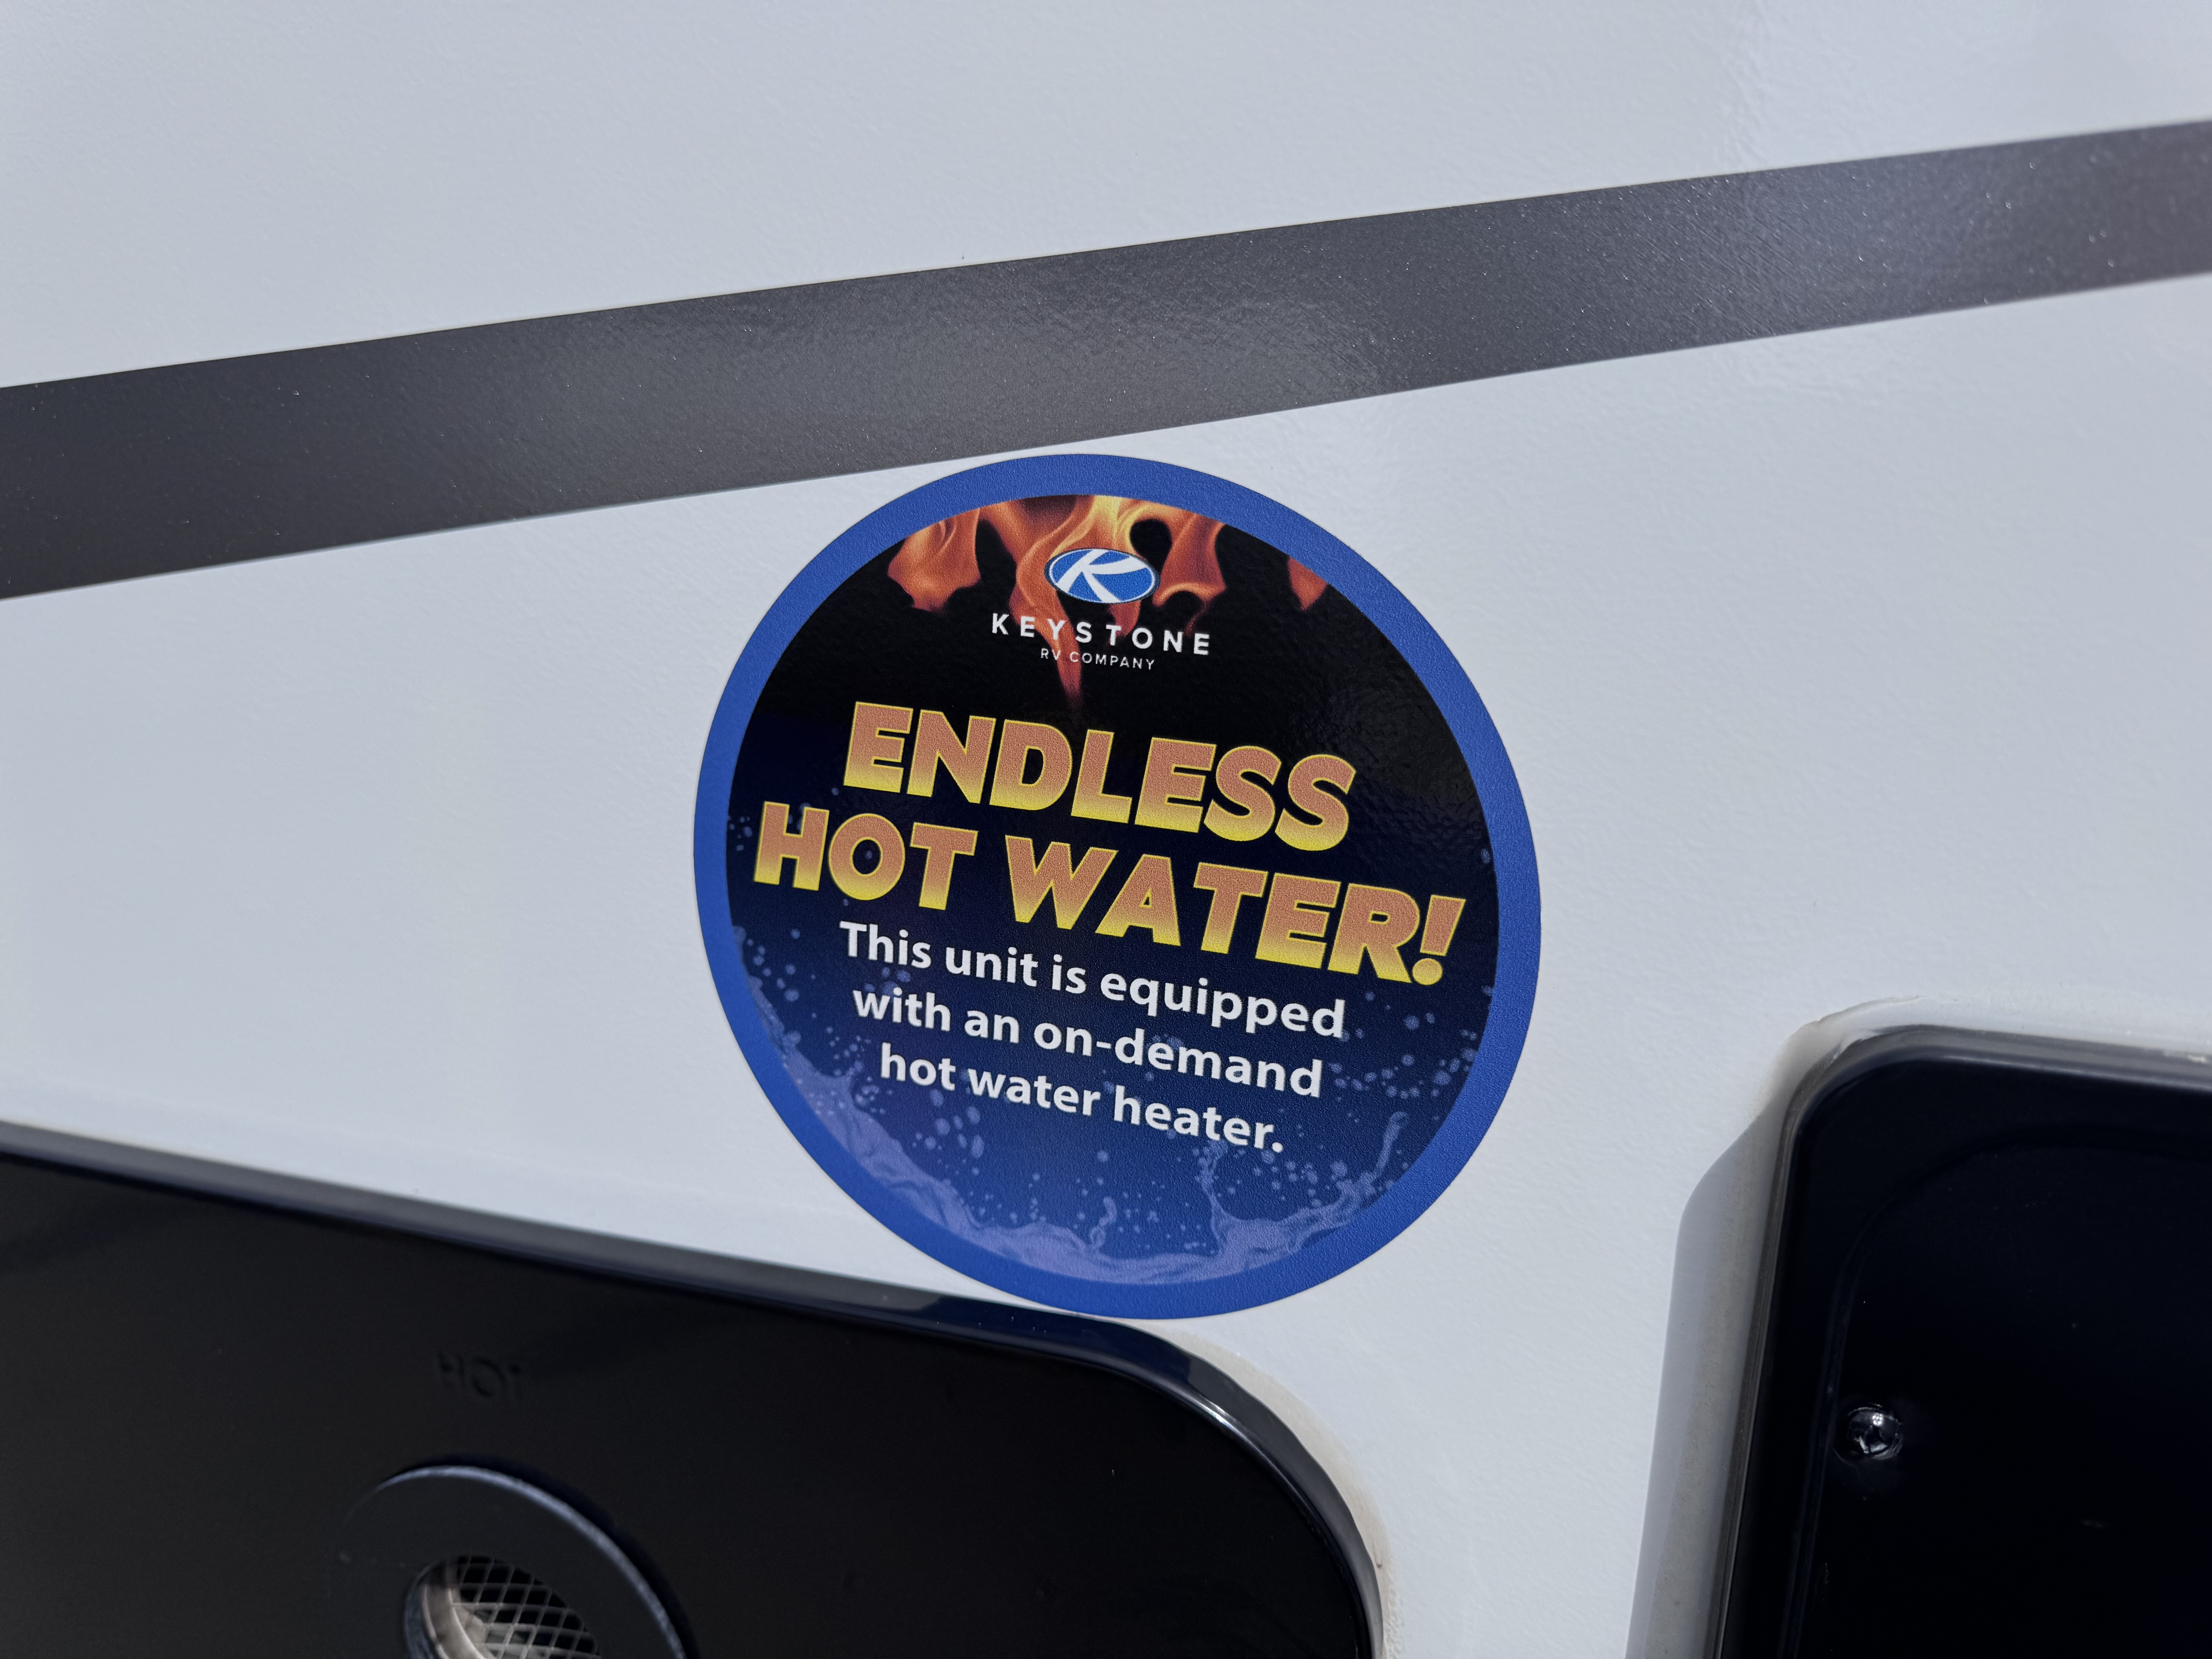 KEYSTONE
RV COMPANY
ENDLESS
HOT WATER!
This unit is equipped
with an on-demand
hot water heater.
HOT